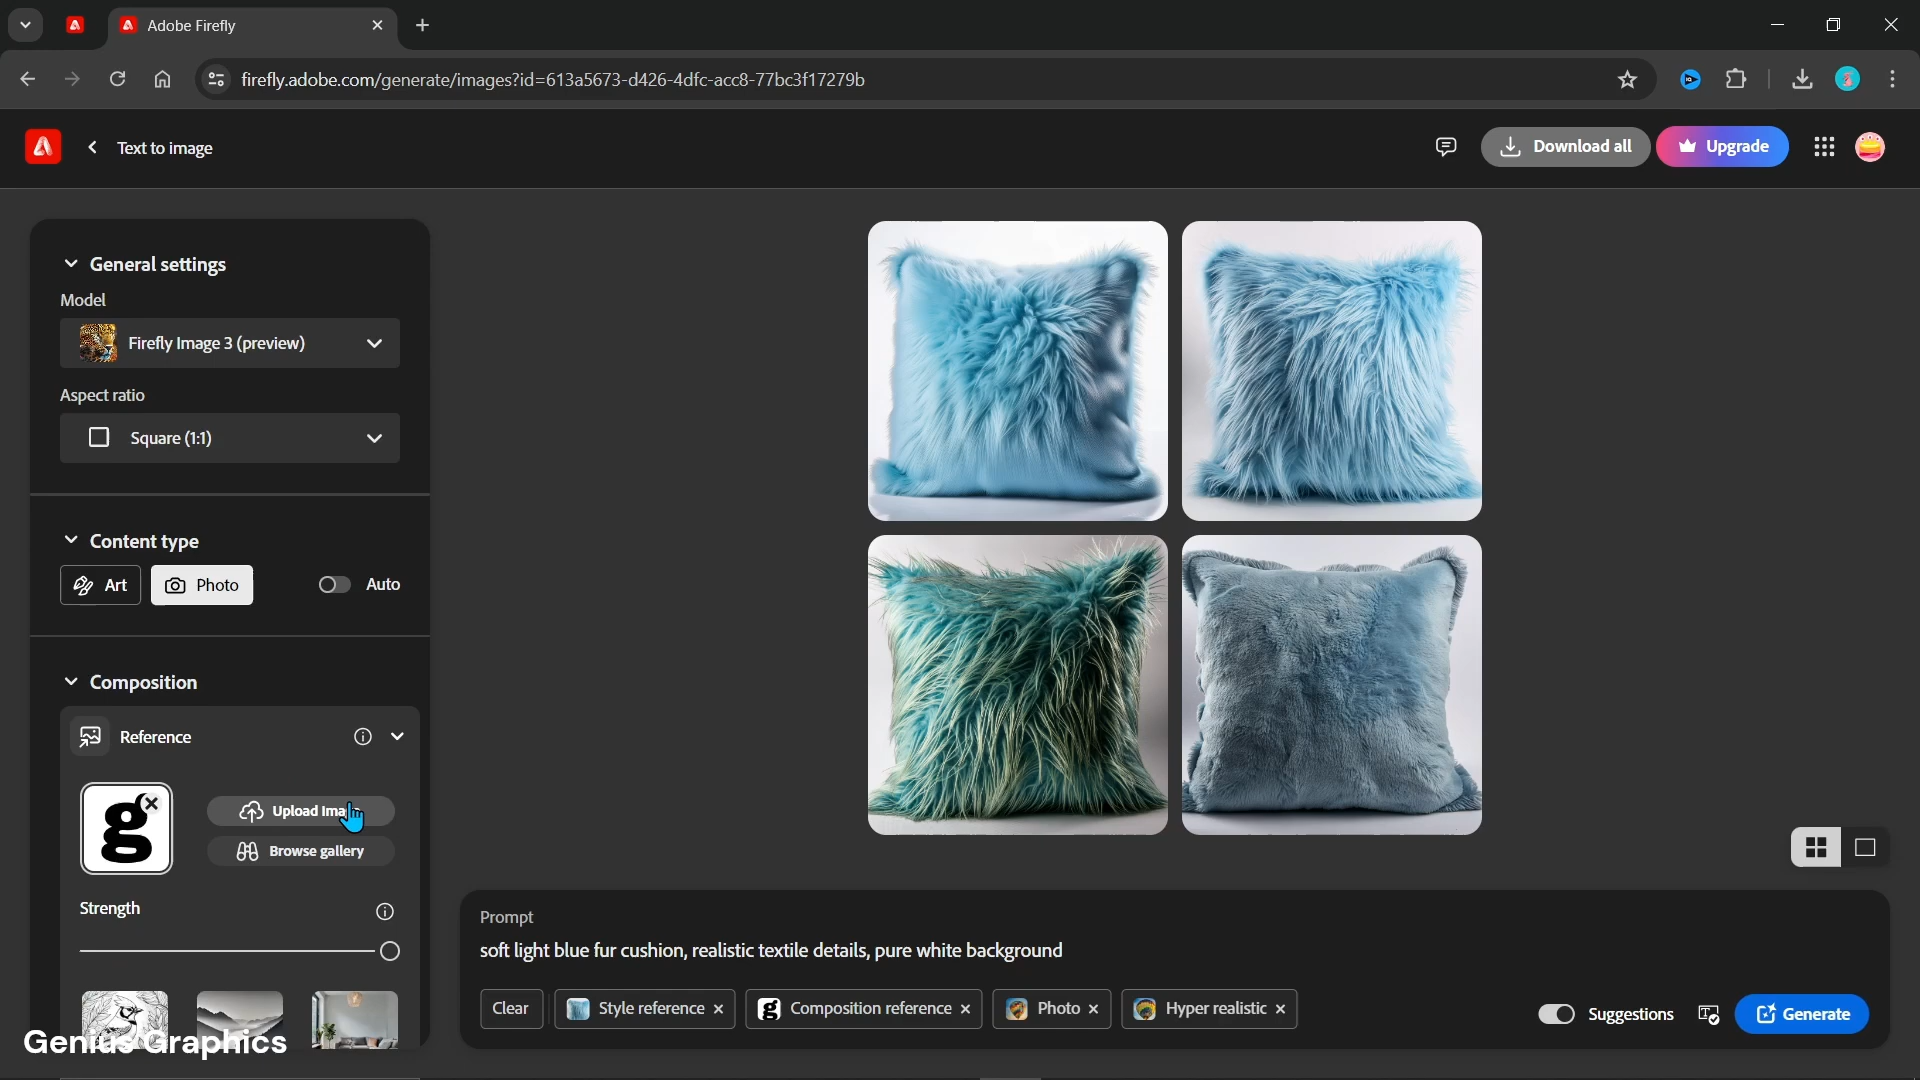 Adobe Firefly
firefly.adobe.com/generate/images?id=613a5673-d426-4dfc-acc8-77bc3f17279b
Text to image
Download all
Upgrade
General settings
Model
Firefly Image 3 (preview)
Aspect ratio
Square (1:1)
Content type
Art
Photo
Auto
Composition
Reference
g
Upload Ima
Browse gallery
Strength
Prompt
soft light blue fur cushion, realistic textile details, pure white background
Clear
Style reference
Composition reference
Photo
Hyper realistic
Suggestions
Generate
Genius Graphics